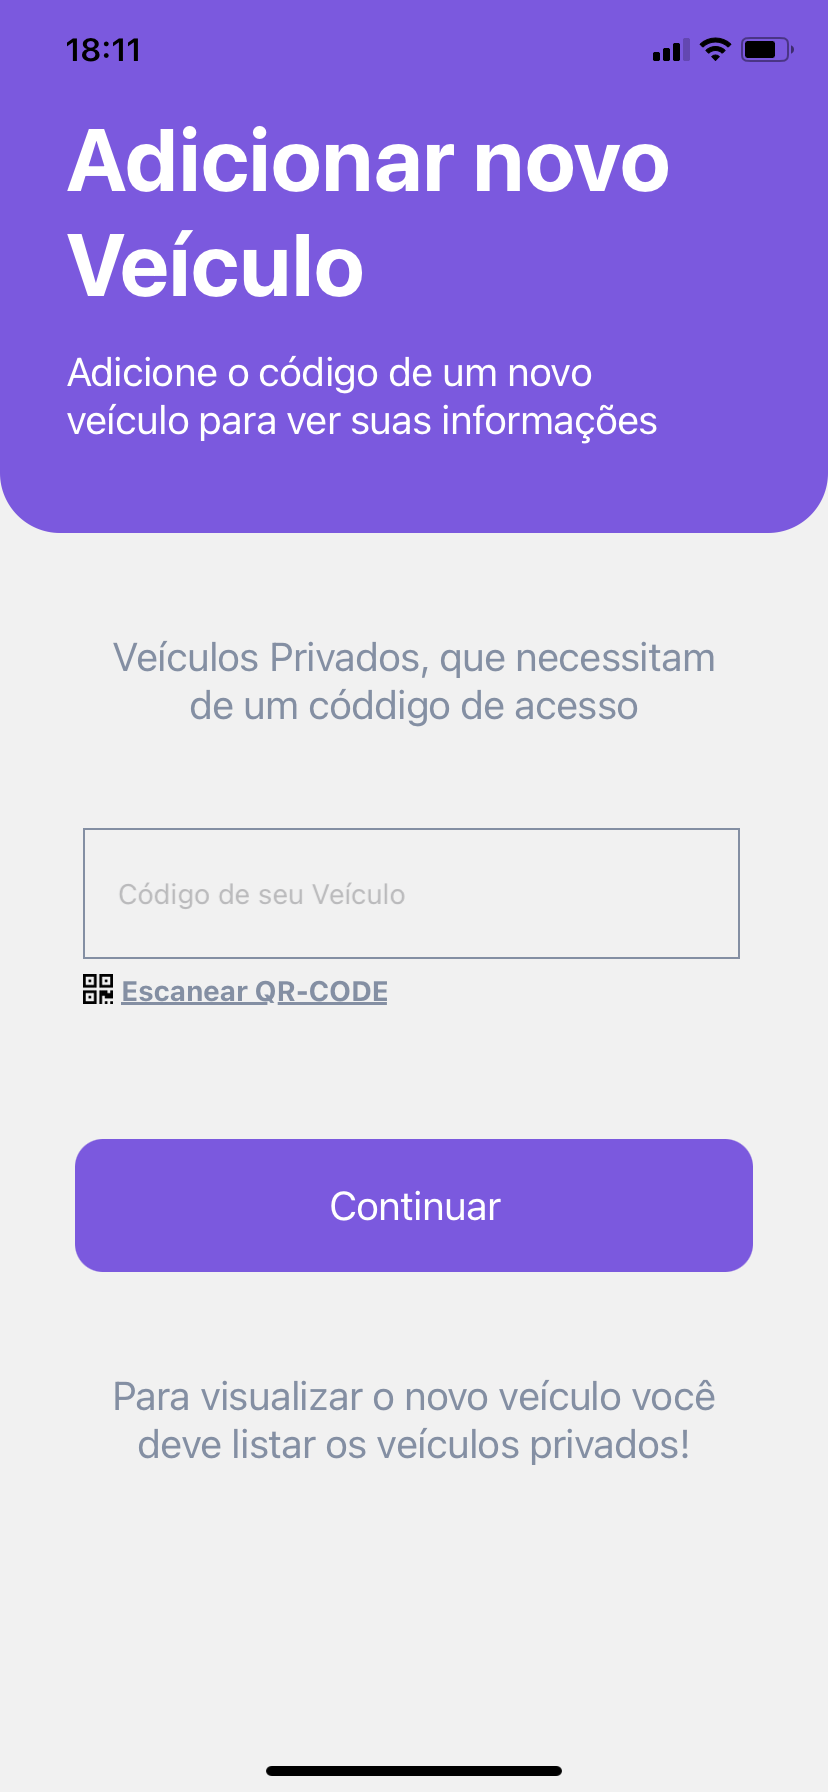 18:11
Adicionar novo
Veículo
Adicione o código de um novo
veículo para ver suas informações
Veículos Privados, que necessitam
de um códdigo de acesso
Código de seu Veículo
Escanear QR-CODE
Continuar
Para visualizar o novo veículo você
deve listar os veículos privados!